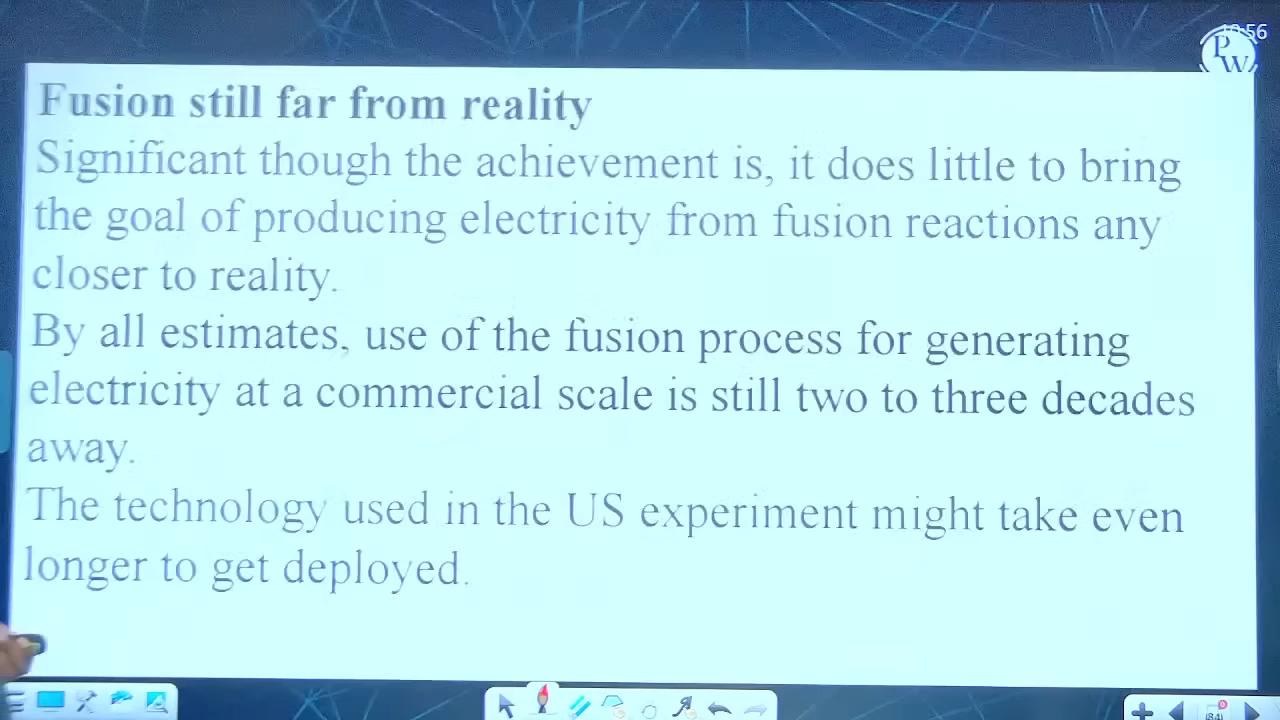 10:56
PW
Fusion still far from reality
Significant though the achievement is, it does little to bring
the goal of producing electricity from fusion reactions any
closer to reality.
By all estimates, use of the fusion process for generating
electricity at a commercial scale is still two to three decades
away.
The technology used in the US experiment might take even
longer to get deployed.